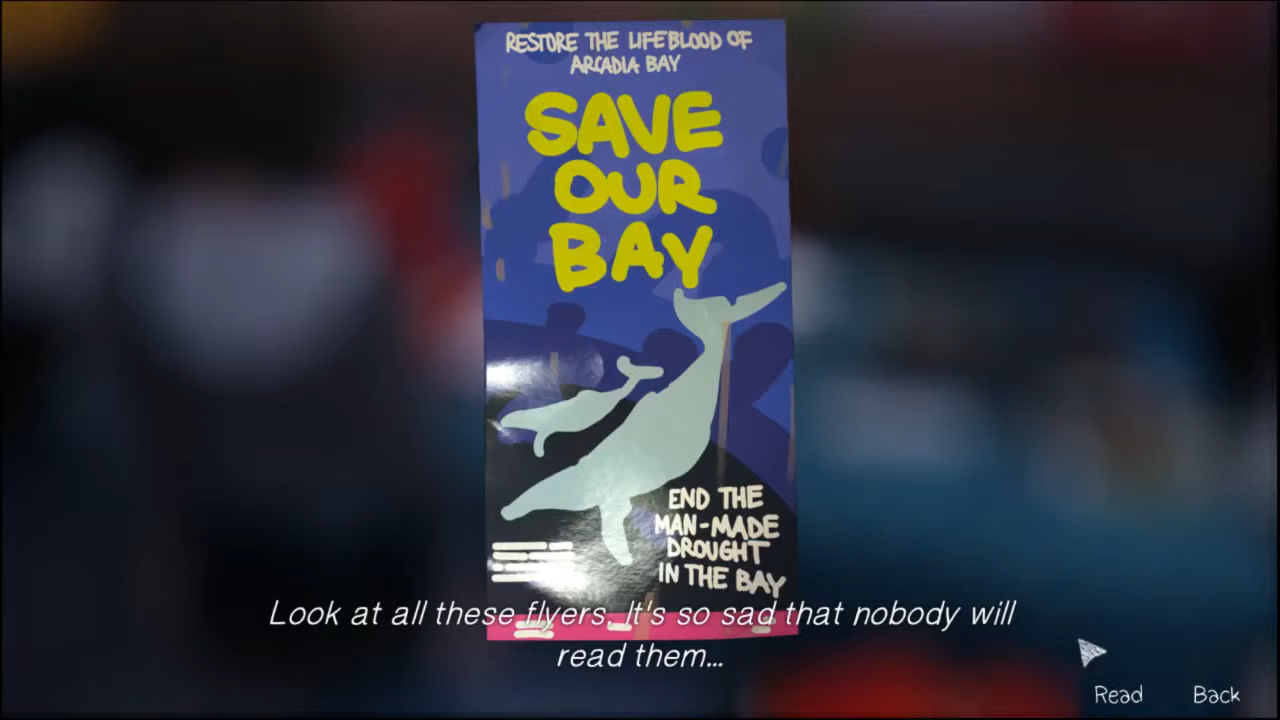 RESTORE THE LIFEBLOOD OF
ARCADIA BAY
SAVE
OUR
BAY
END THE
MAN-MADE
DROUGHT
IN THE BAY
Look at all these flyers. It's so sad that nobody will
read them...
Read Back